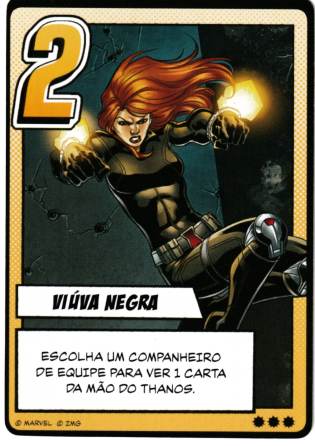 2
VIÚVA NEGRA
ESCOLHA UM COMPANHEIRO
DE EQUIPE PARA VER 1 CARTA
DA MÃO DO THANOS.
© MARVEL © ZMG